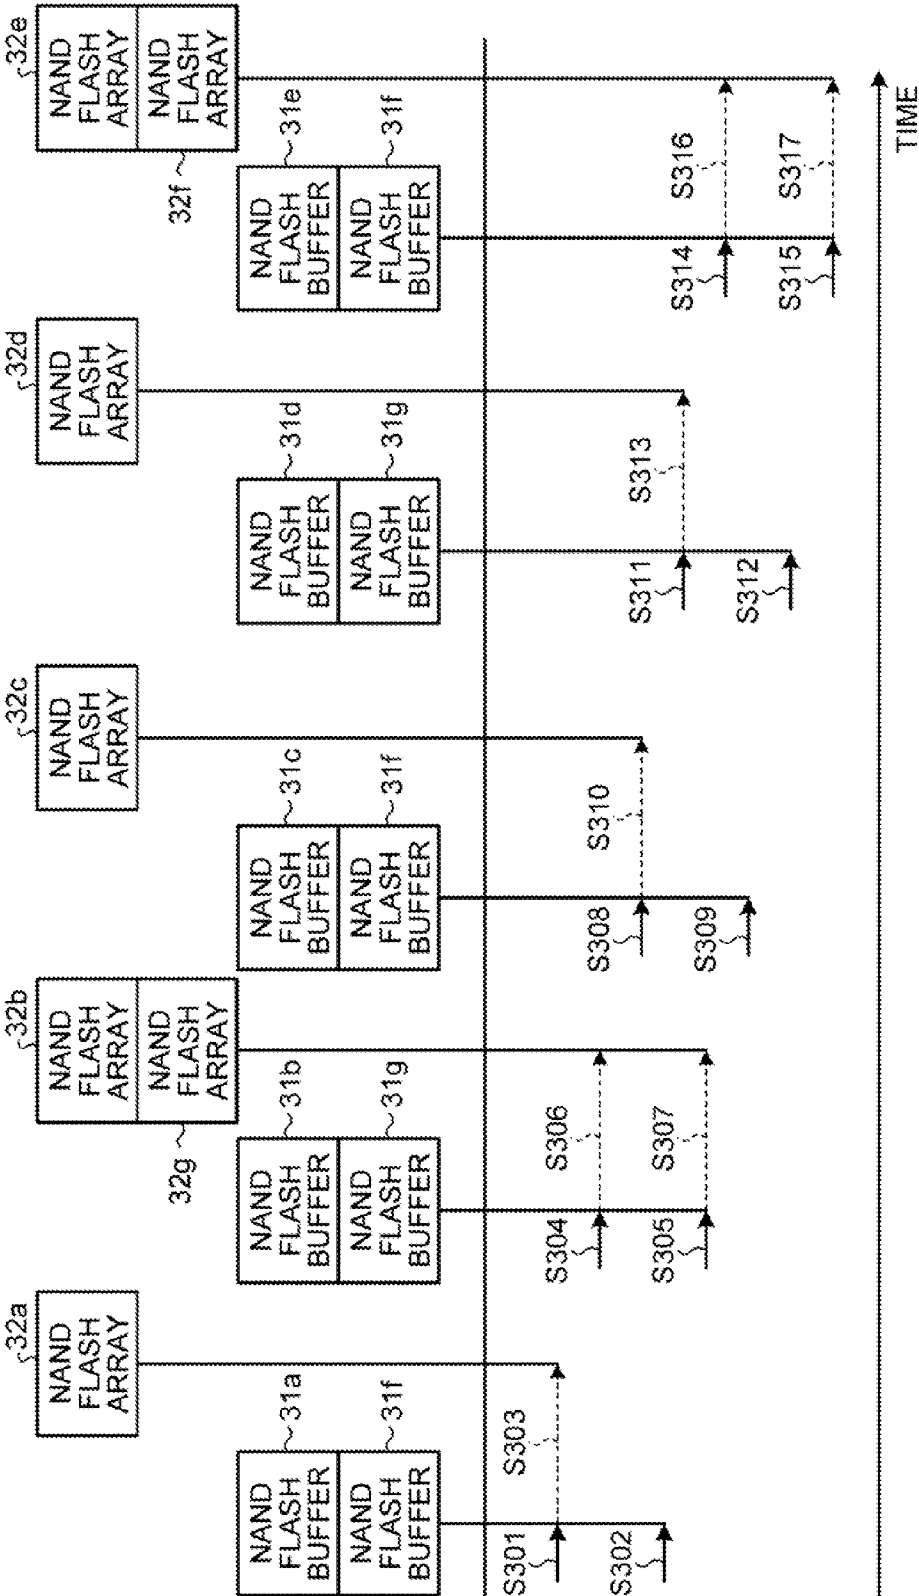 32a
NAND
FLASH
ARRAY
31a
NAND
FLASH
BUFFER
31f
NAND
FLASH
BUFFER
S301
S303
S302
32b
NAND
FLASH
ARRAY
NAND
FLASH
ARRAY
32g
31b
NAND
FLASH
BUFFER
31g
NAND
FLASH
BUFFER
S304
S306
S305
S307
32c
NAND
FLASH
ARRAY
31c
NAND
FLASH
BUFFER
31f
NAND
FLASH
BUFFER
S308
S310
S309
32d
NAND
FLASH
ARRAY
31d
NAND
FLASH
BUFFER
31g
NAND
FLASH
BUFFER
S311
S313
S312
32e
NAND
FLASH
ARRAY
NAND
FLASH
ARRAY
32f
31e
NAND
FLASH
BUFFER
31f
NAND
FLASH
BUFFER
S314
S316
S315
S317
TIME